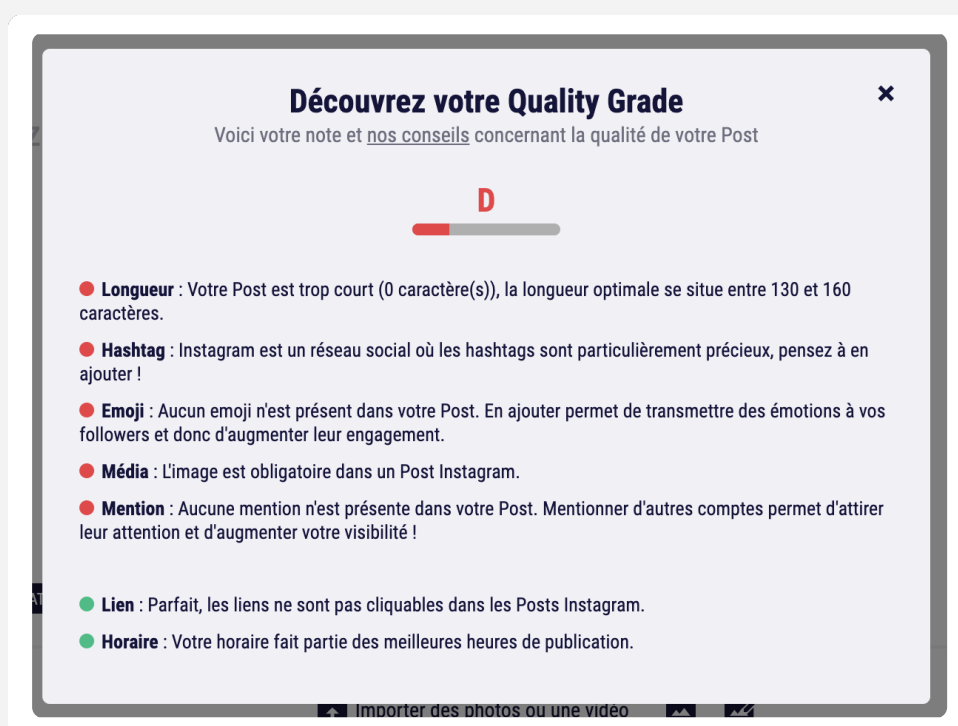 Découvrez votre Quality Grade
Voici votre note et nos conseils concernant la qualité de votre Post
D
Longueur : Votre Post est trop court (0 caractère(s)), la longueur optimale se situe entre 130 et 160
caractères.
Hashtag : Instagram est un réseau social où les hashtags sont particulièrement précieux, pensez à en
ajouter !
Emoji : Aucun emoji n'est présent dans votre Post. En ajouter permet de transmettre des émotions à vos
followers et donc d'augmenter leur engagement.
Média : L'image est obligatoire dans un Post Instagram.
Mention : Aucune mention n'est présente dans votre Post. Mentionner d'autres comptes permet d'attirer
leur attention et d'augmenter votre visibilité !
Lien : Parfait, les liens ne sont pas cliquables dans les Posts Instagram.
Horaire : Votre horaire fait partie des meilleures heures de publication.
Importer des photos ou une vidéo